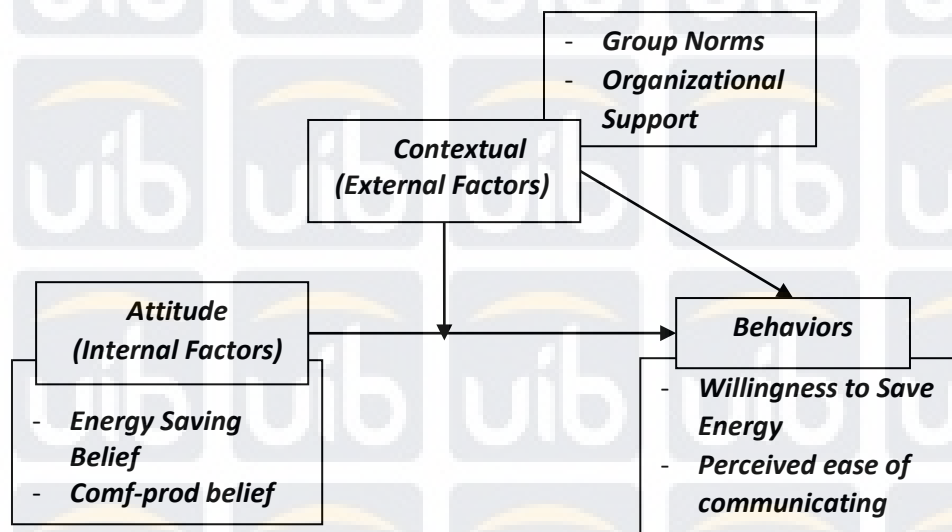 - Group Norms
- Organizational
Support
Contextual
(External Factors)
Attitude
(Internal Factors)
- Energy Saving
Belief
- Comf-prod belief
Behaviors
- Willingness to Save
Energy
- Perceived ease of
communicating
uib